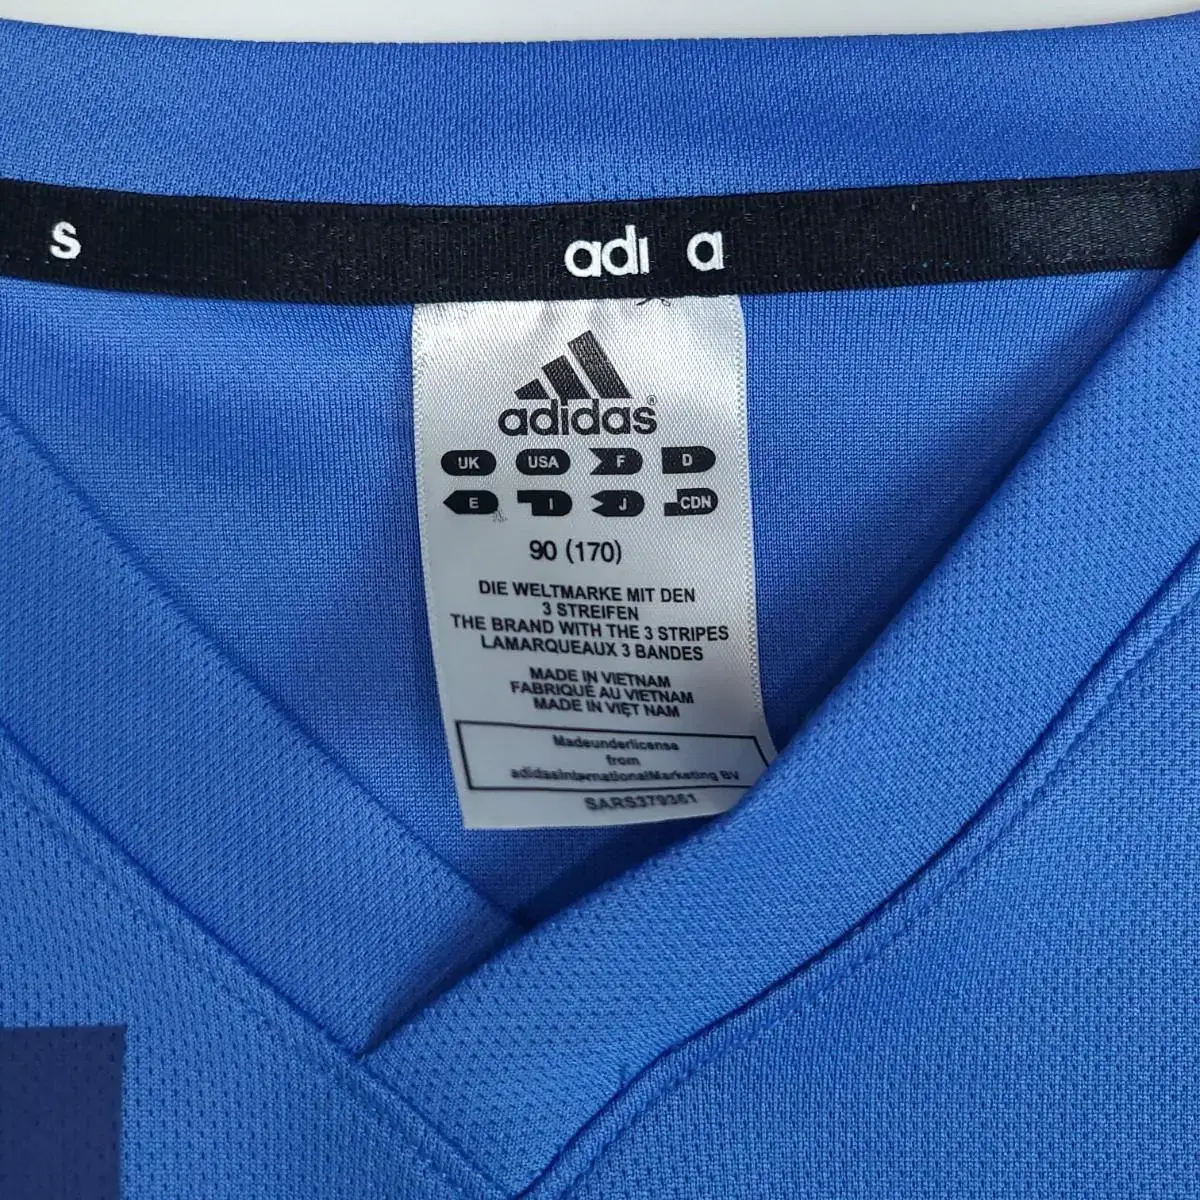 s adi a
adidas®
UK USA F D
E I J CDN
90 (170)
DIE WELTMARKE MIT DEN
3 STREIFEN
THE BRAND WITH THE 3 STRIPES
LAMARQUEAUX 3 BANDES
MADE IN VIETNAM
FABRIQUÉ AU VIETNAM
MADE IN VIỆT NAM
Madeunderlicense
from
adidasInternationalMarketing BV
SARS379361